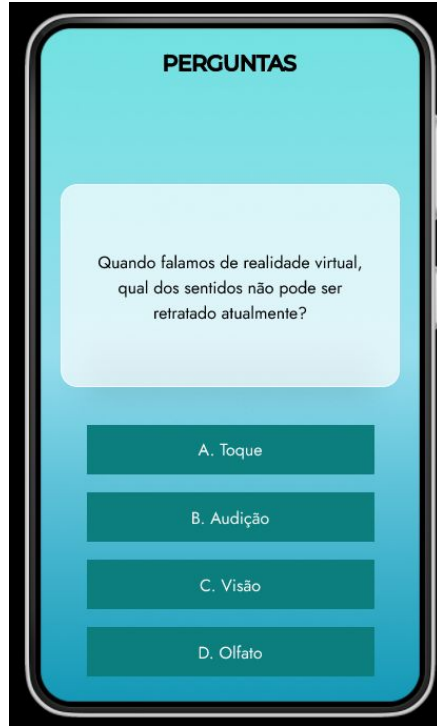 PERGUNTAS
Quando falamos de realidade virtual,
qual dos sentidos não pode ser
retratado atualmente?
A. Toque
B. Audição
C. Visão
D. Olfato